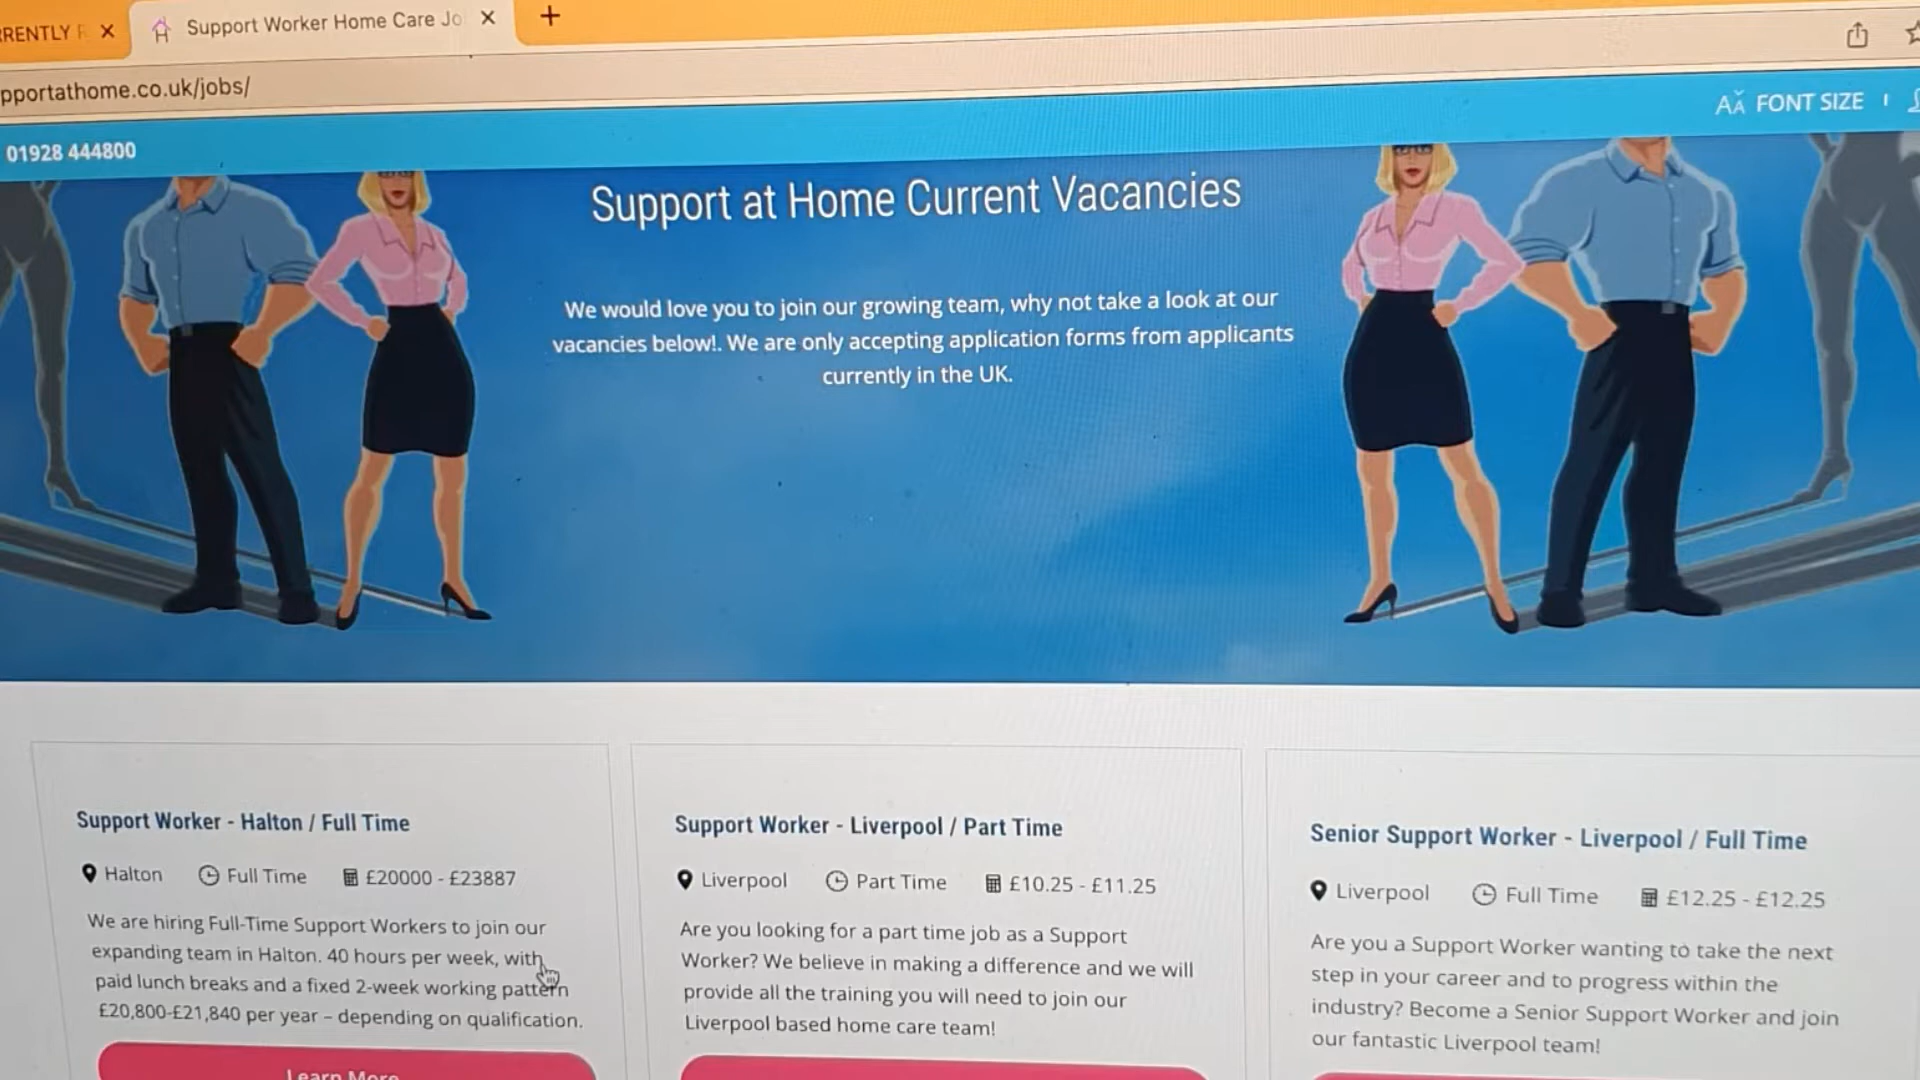 RRENTLY
Support Worker Home Care Jo
pportathome.co.uk/jobs/
AA FONT SIZE
01928 444800
Support at Home Current Vacancies
We would love you to join our growing team, why not take a look at our
vacancies below!. We are only accepting application forms from applicants
currently in the UK.
Support Worker - Halton / Full Time
Halton Full Time £20000 - £23887
We are hiring Full-Time Support Workers to join our
expanding team in Halton. 40 hours per week, with
paid lunch breaks and a fixed 2-week working pattern
£20,800-£21,840 per year – depending on qualification.
Learn More
Support Worker - Liverpool / Part Time
Liverpool Part Time £10.25 - £11.25
Are you looking for a part time job as a Support
Worker? We believe in making a difference and we will
provide all the training you will need to join our
Liverpool based home care team!
Senior Support Worker - Liverpool / Full Time
Liverpool Full Time £12.25 - £12.25
Are you a Support Worker wanting to take the next
step in your career and to progress within the
industry? Become a Senior Support Worker and join
our fantastic Liverpool team!